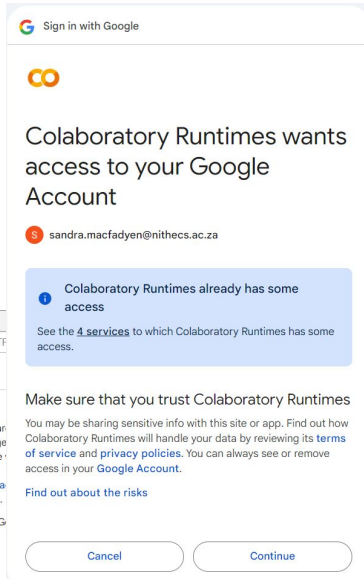 Sign in with Google
Colaboratory Runtimes wants
access to your Google
Account
S sandra.macfadyen@nithecs.ac.za
Colaboratory Runtimes already has some
access
See the 4 services to which Colaboratory Runtimes has some
access.
Make sure that you trust Colaboratory Runtimes
You may be sharing sensitive info with this site or app. Find out how
Colaboratory Runtimes will handle your data by reviewing its terms
of service and privacy policies. You can always see or remove
access in your Google Account.
Find out about the risks
Cancel Continue